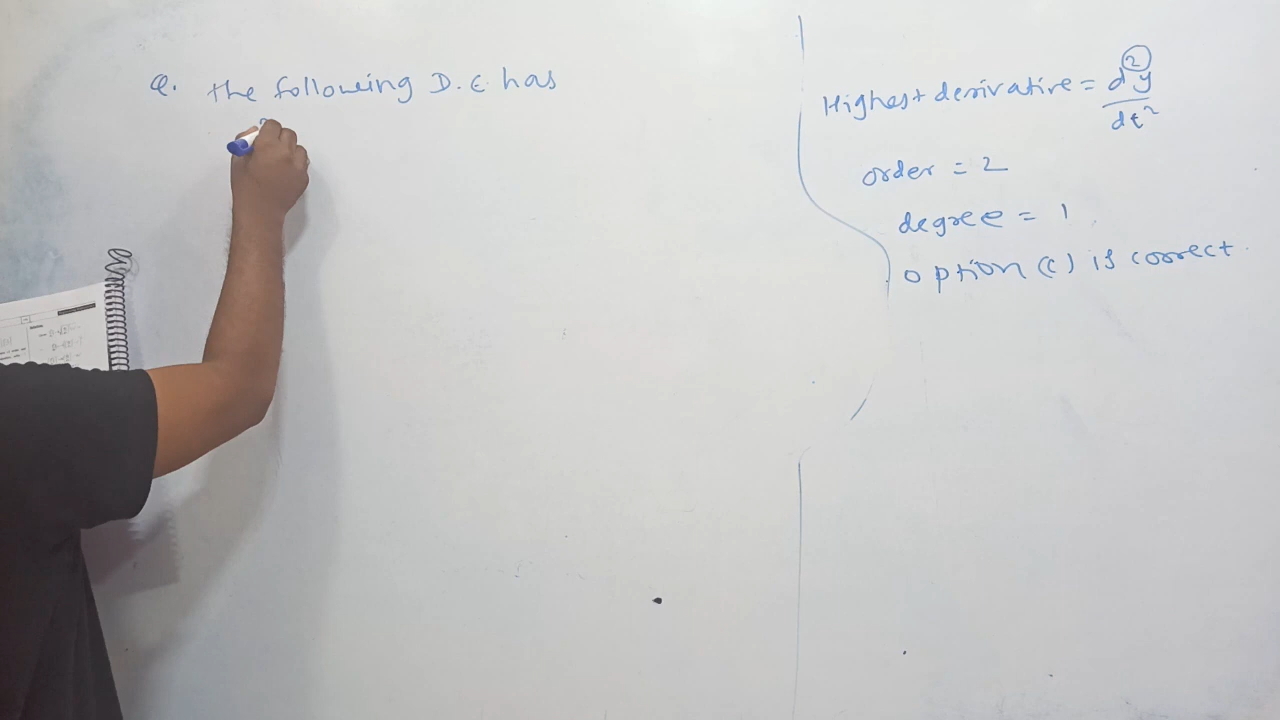 Q. the following D.E has
Highest derivative = d²y
dt²
order = 2
degree = 1
option (c) is correct.